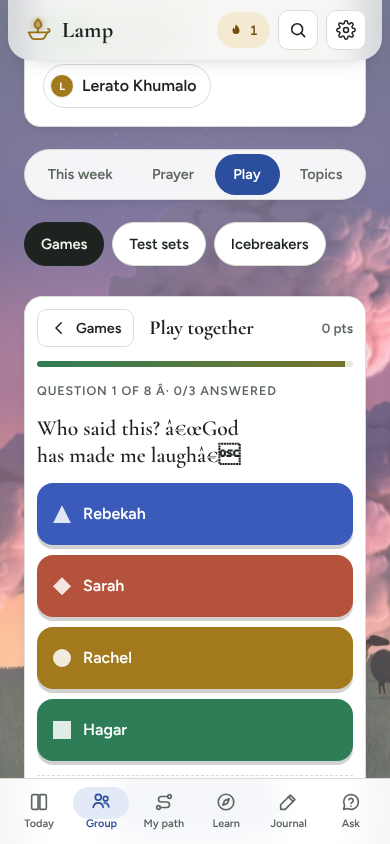 Lamp
1
L
Lerato Khumalo
This week
Prayer
Play
Topics
Games
Test sets
Icebreakers
Games
Play together
0 pts
QUESTION 1 OF 8 Â· 0/3 ANSWERED
Who said this? â€œGod
has made me laughâ€
Rebekah
Sarah
Rachel
Hagar
Today
Group
My path
Learn
Journal
Ask